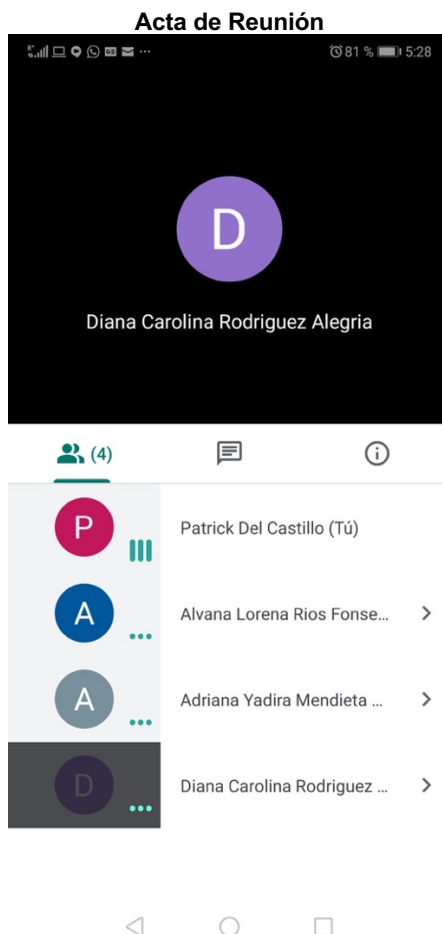 Acta de Reunión
81 % 5:28
D
Diana Carolina Rodriguez Alegria
(4)
P
Patrick Del Castillo (Tú)
A
Alvana Lorena Rios Fonse...
A
Adriana Yadira Mendieta ...
D
Diana Carolina Rodriguez ...